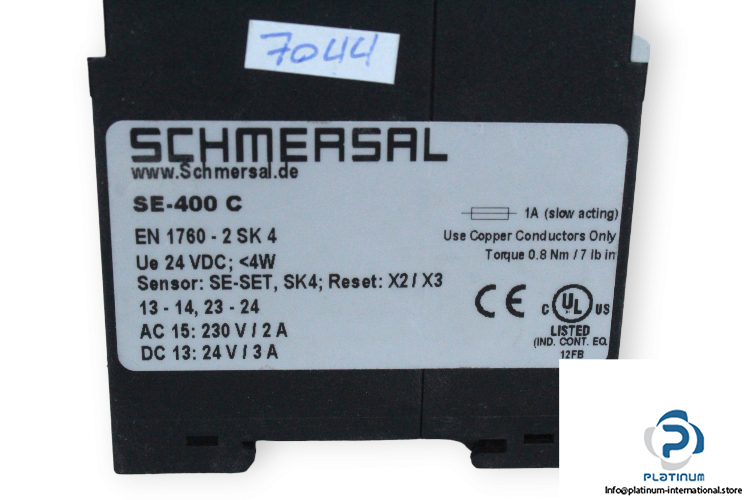 7044
SCHMERSAL
www.Schmersal.de
SE-400 C
1A (slow acting)
EN 1760 - 2 SK 4
Use Copper Conductors Only
Ue 24 VDC; <4W
Torque 0.8 Nm / 7 lb in
Sensor: SE-SET, SK4; Reset: X2 / X3
13 - 14, 23 - 24
CE
C UL US
LISTED
AC 15: 230 V / 2 A
(IND. CONT. EQ.
DC 13: 24 V / 3 A
12FB
PLATINUM
Info@platinum-international.store